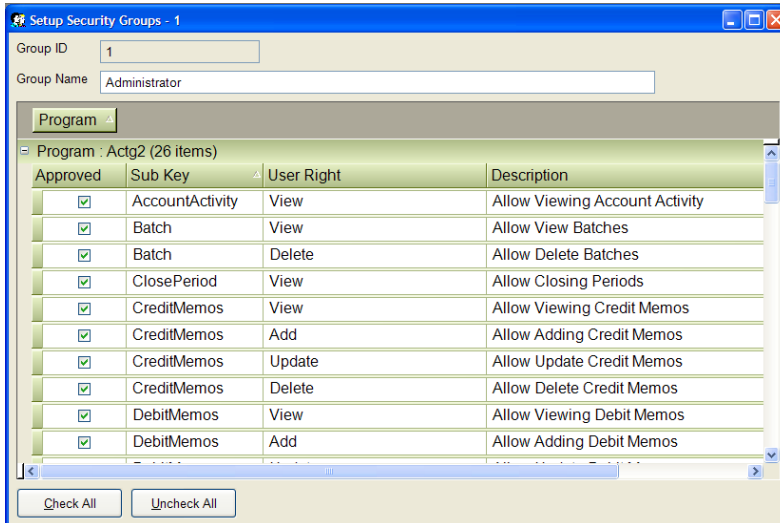 Setup Security Groups - 1
Group ID 1
Group Name Administrator
Program
Program : Actg2 (26 items)
Approved Sub Key User Right Description
AccountActivity View Allow Viewing Account Activity
Batch View Allow View Batches
Batch Delete Allow Delete Batches
ClosePeriod View Allow Closing Periods
CreditMemos View Allow Viewing Credit Memos
CreditMemos Add Allow Adding Credit Memos
CreditMemos Update Allow Update Credit Memos
CreditMemos Delete Allow Delete Credit Memos
DebitMemos View Allow Viewing Debit Memos
DebitMemos Add Allow Adding Debit Memos
Check All Uncheck All